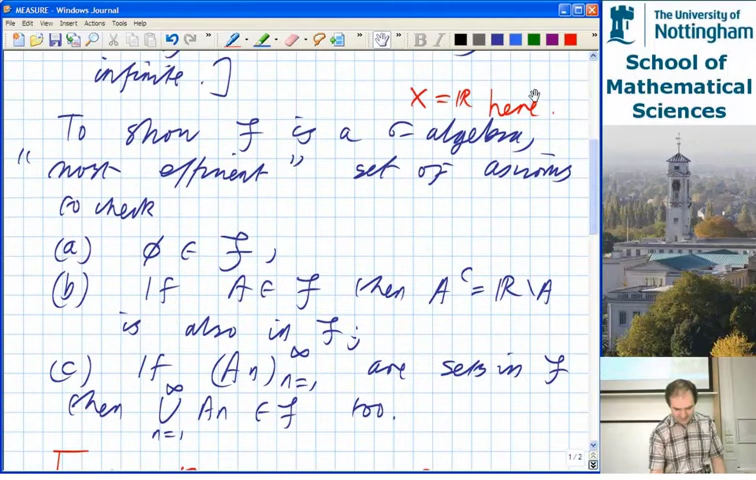 MEASURE - Windows Journal
File Edit View Insert Actions Tools Help
infinite.]
X = ℝ here.
To show F is a σ-algebra,
"most efficient" set of axioms
to check
(a) ∅ ∈ F,
(b) If A ∈ F then A^c = ℝ \ A
is also in F;
(c) If (An)_{n=1}^∞ are sets in F
then ∪_{n=1}^∞ An ∈ F too.
1/2
The University of
Nottingham
School of
Mathematical
Sciences